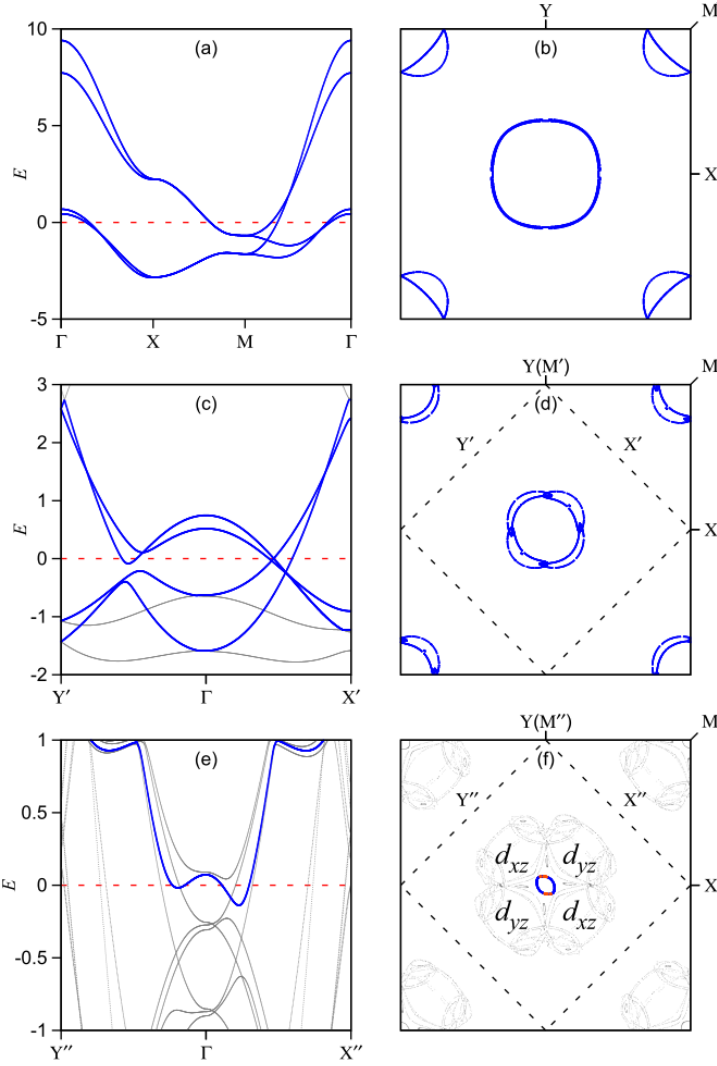 (a)
10
5
0
-5
E
Γ X M Γ
(b)
Y
M
X
(c)
3
2
1
0
-1
-2
E
Y′ Γ X′
(d)
Y(M′)
M
Y′ X′
X
(e)
1
0.5
0
-0.5
-1
E
Y″ Γ X″
(f)
Y(M″)
M
Y″ X″
d_xz d_yz
X
d_yz d_xz